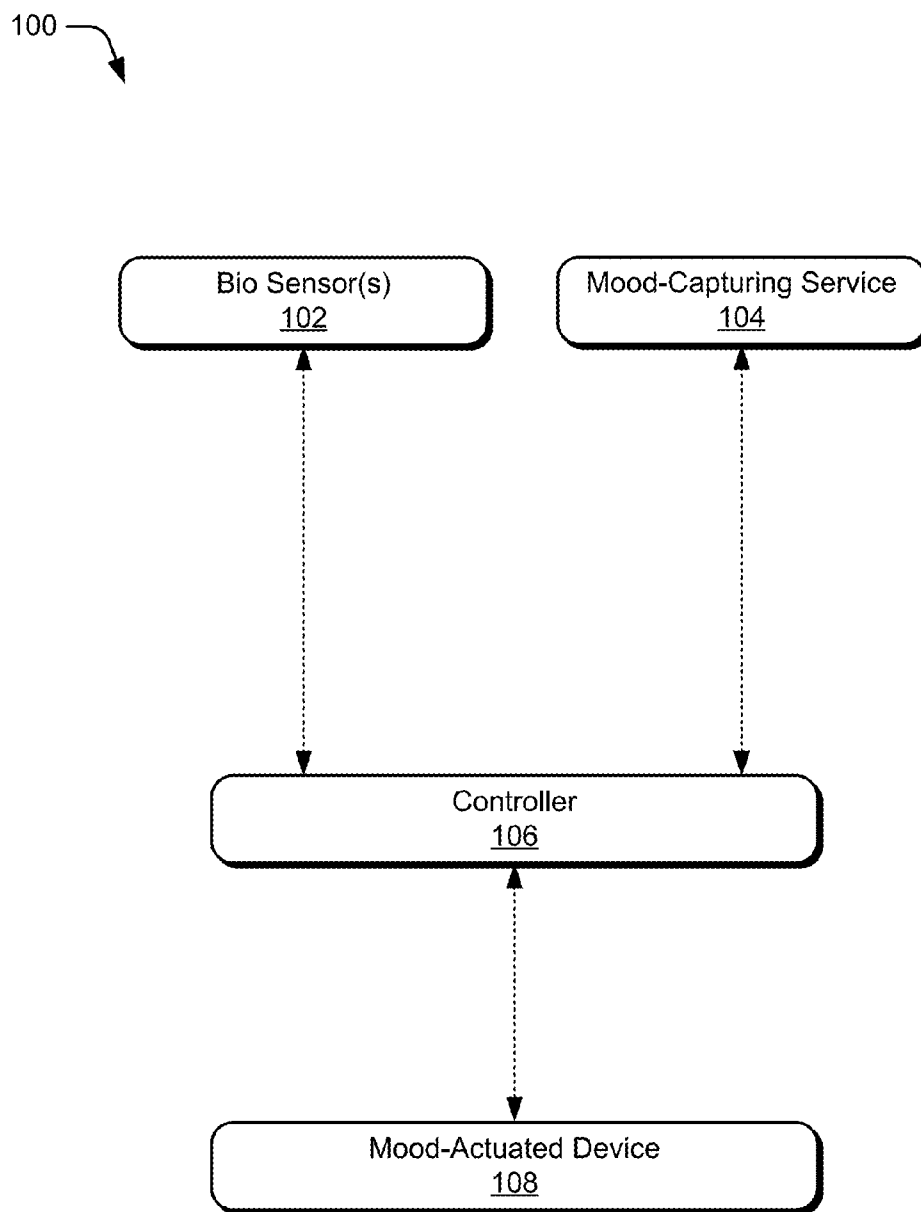 100
Bio Sensor(s)
102
Mood-Capturing Service
104
Controller
106
Mood-Actuated Device
108